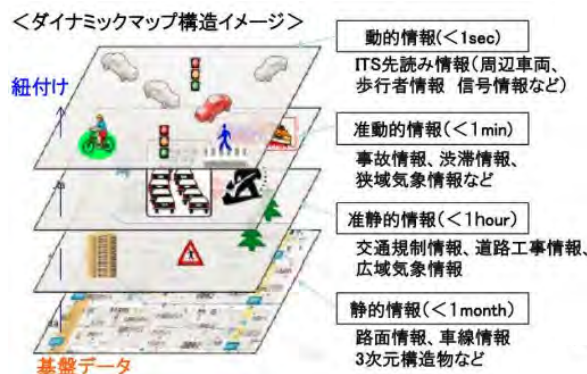 ＜ダイナミックマップ構造イメージ＞
紐付け
動的情報(＜1sec)
ITS先読み情報(周辺車両、
歩行者情報 信号情報など)
准動的情報(＜1min)
事故情報、渋滞情報、
狭域気象情報など
准静的情報(＜1hour)
交通規制情報、道路工事情報、
広域気象情報
静的情報(＜1month)
路面情報、車線情報
3次元構造物など
基盤データ